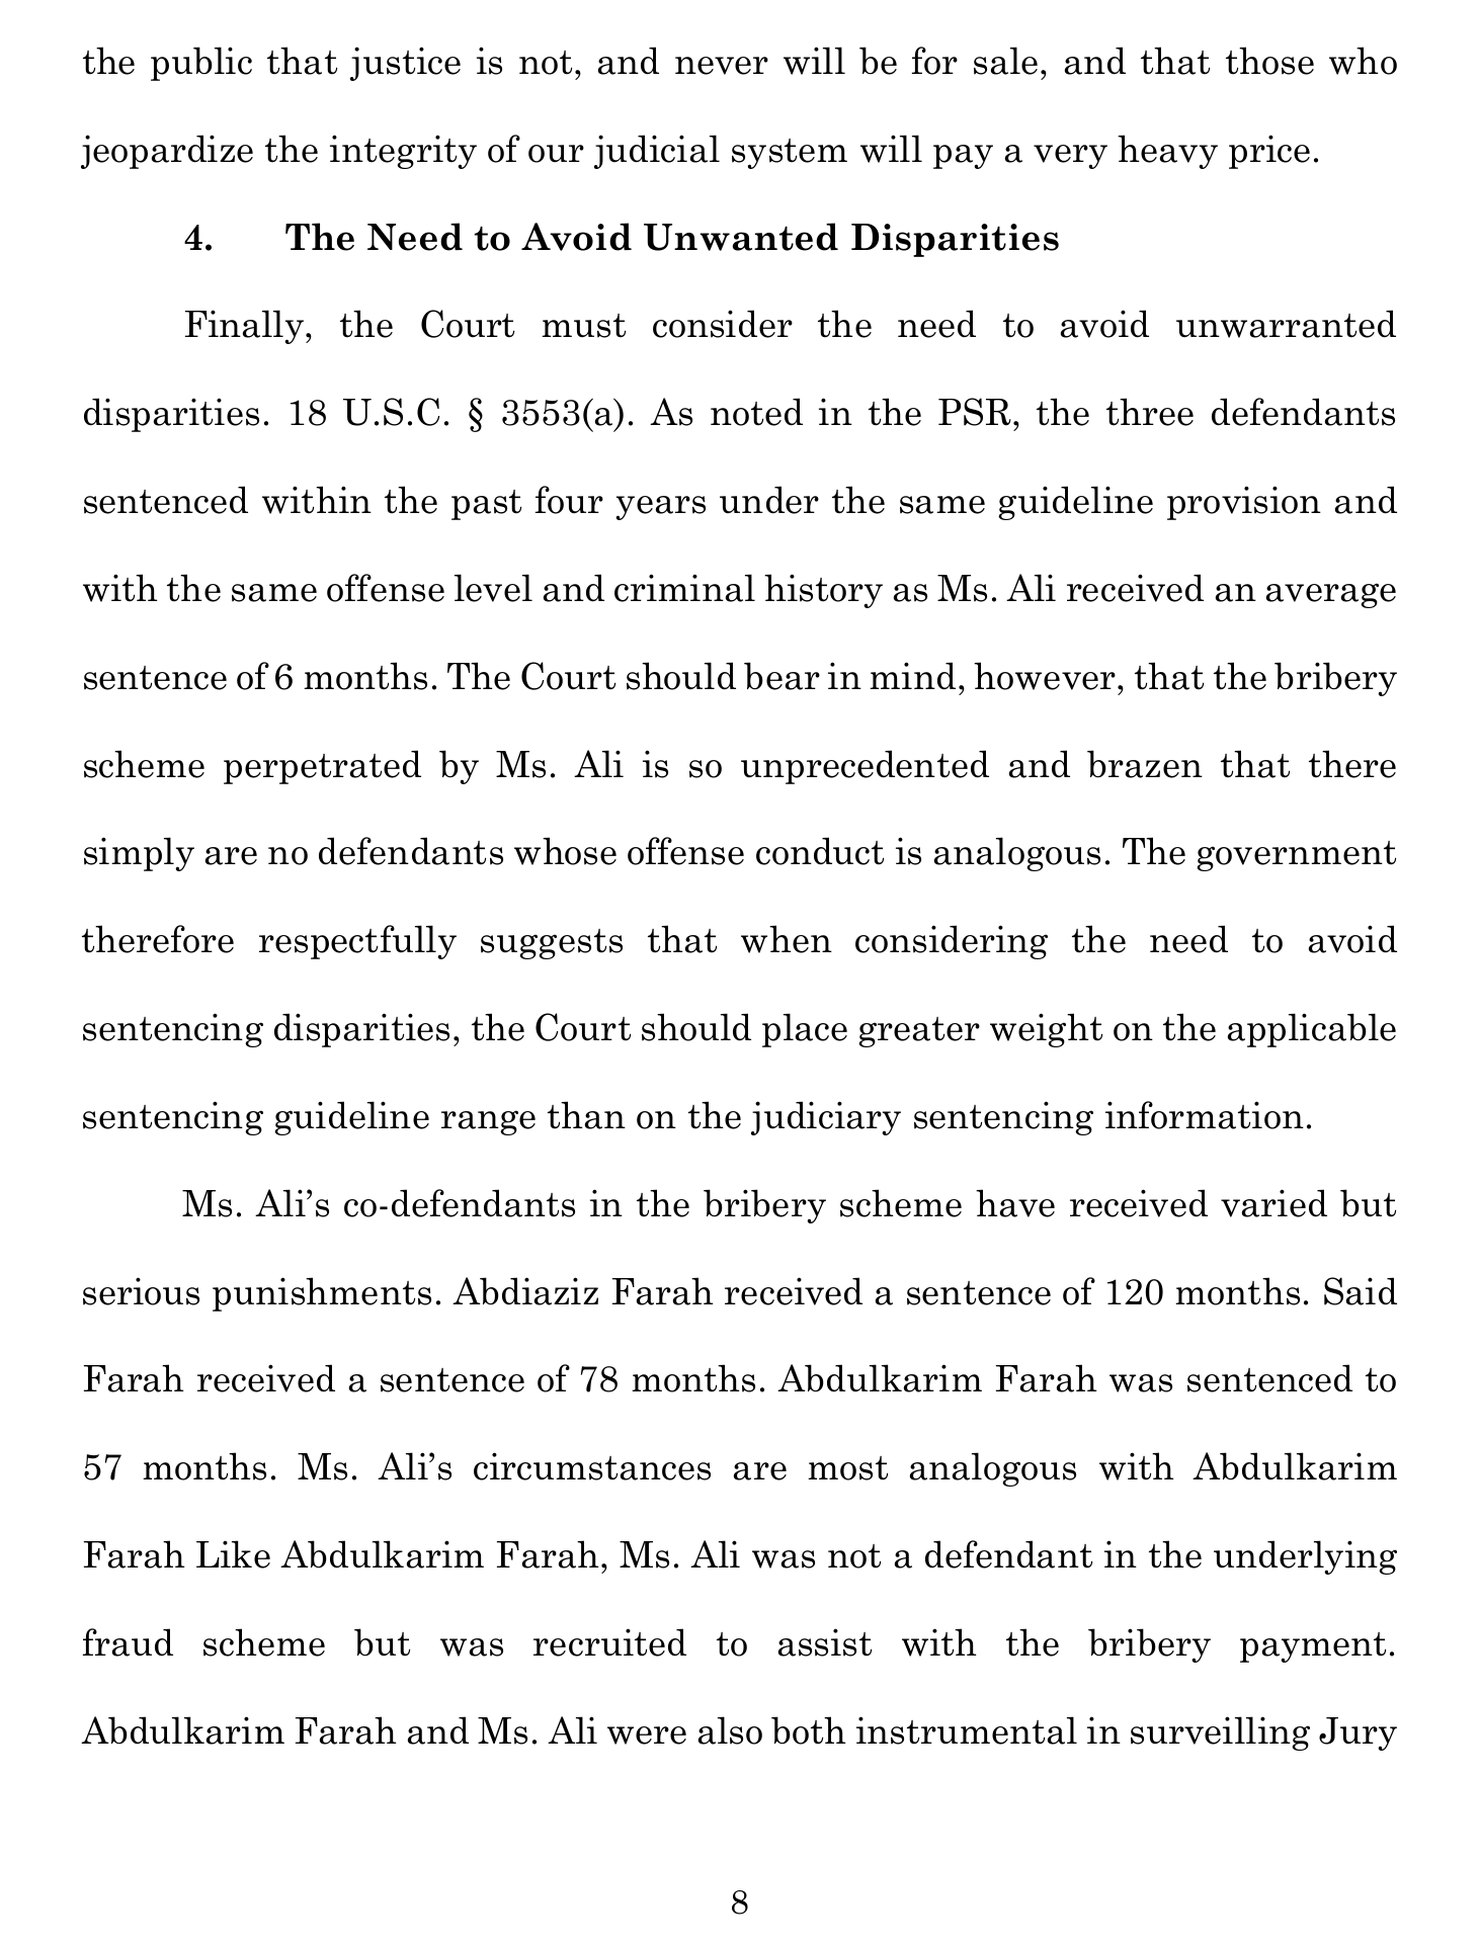 the public that justice is not, and never will be for sale, and that those who
jeopardize the integrity of our judicial system will pay a very heavy price.
4. The Need to Avoid Unwanted Disparities
Finally, the Court must consider the need to avoid unwarranted
disparities. 18 U.S.C. § 3553(a). As noted in the PSR, the three defendants
sentenced within the past four years under the same guideline provision and
with the same offense level and criminal history as Ms. Ali received an average
sentence of 6 months. The Court should bear in mind, however, that the bribery
scheme perpetrated by Ms. Ali is so unprecedented and brazen that there
simply are no defendants whose offense conduct is analogous. The government
therefore respectfully suggests that when considering the need to avoid
sentencing disparities, the Court should place greater weight on the applicable
sentencing guideline range than on the judiciary sentencing information.
Ms. Ali’s co-defendants in the bribery scheme have received varied but
serious punishments. Abdiaziz Farah received a sentence of 120 months. Said
Farah received a sentence of 78 months. Abdulkarim Farah was sentenced to
57 months. Ms. Ali’s circumstances are most analogous with Abdulkarim
Farah Like Abdulkarim Farah, Ms. Ali was not a defendant in the underlying
fraud scheme but was recruited to assist with the bribery payment.
Abdulkarim Farah and Ms. Ali were also both instrumental in surveilling Jury
8